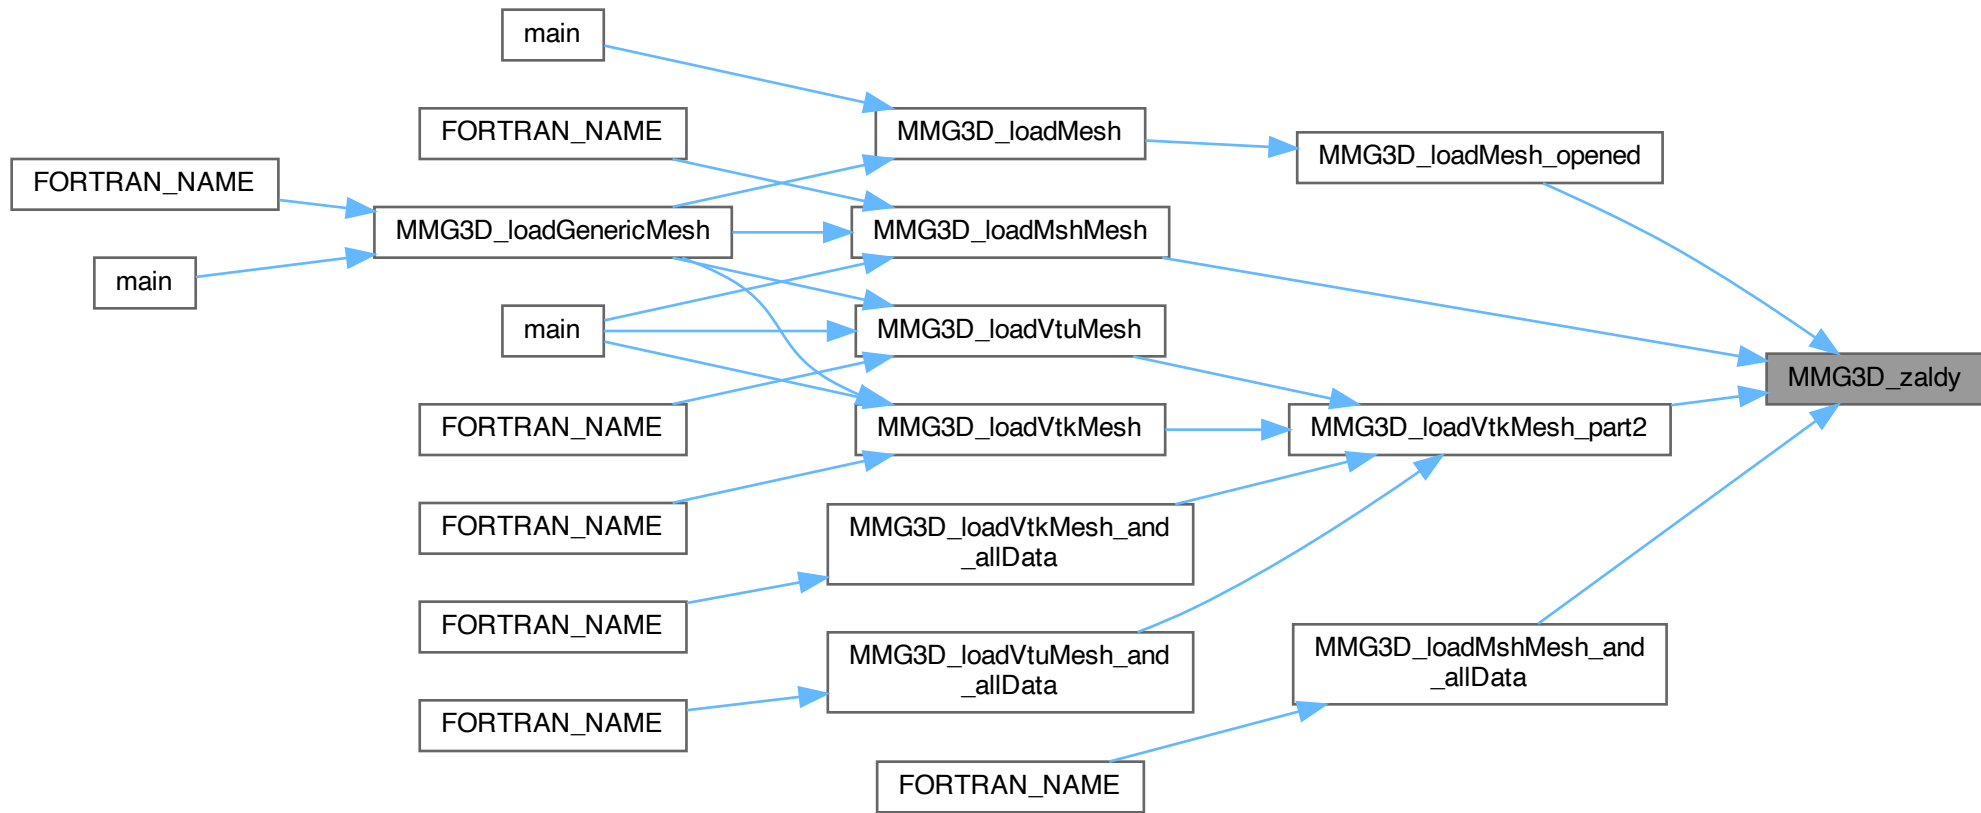 main
FORTRAN_NAME
MMG3D_loadMesh
MMG3D_loadMesh_opened
FORTRAN_NAME
MMG3D_loadGenericMesh
MMG3D_loadMshMesh
main
main
MMG3D_loadVtuMesh
MMG3D_zaldy
FORTRAN_NAME
MMG3D_loadVtkMesh
MMG3D_loadVtkMesh_part2
FORTRAN_NAME
MMG3D_loadVtkMesh_and
_allData
FORTRAN_NAME
MMG3D_loadVtuMesh_and
_allData
MMG3D_loadMshMesh_and
_allData
FORTRAN_NAME
FORTRAN_NAME